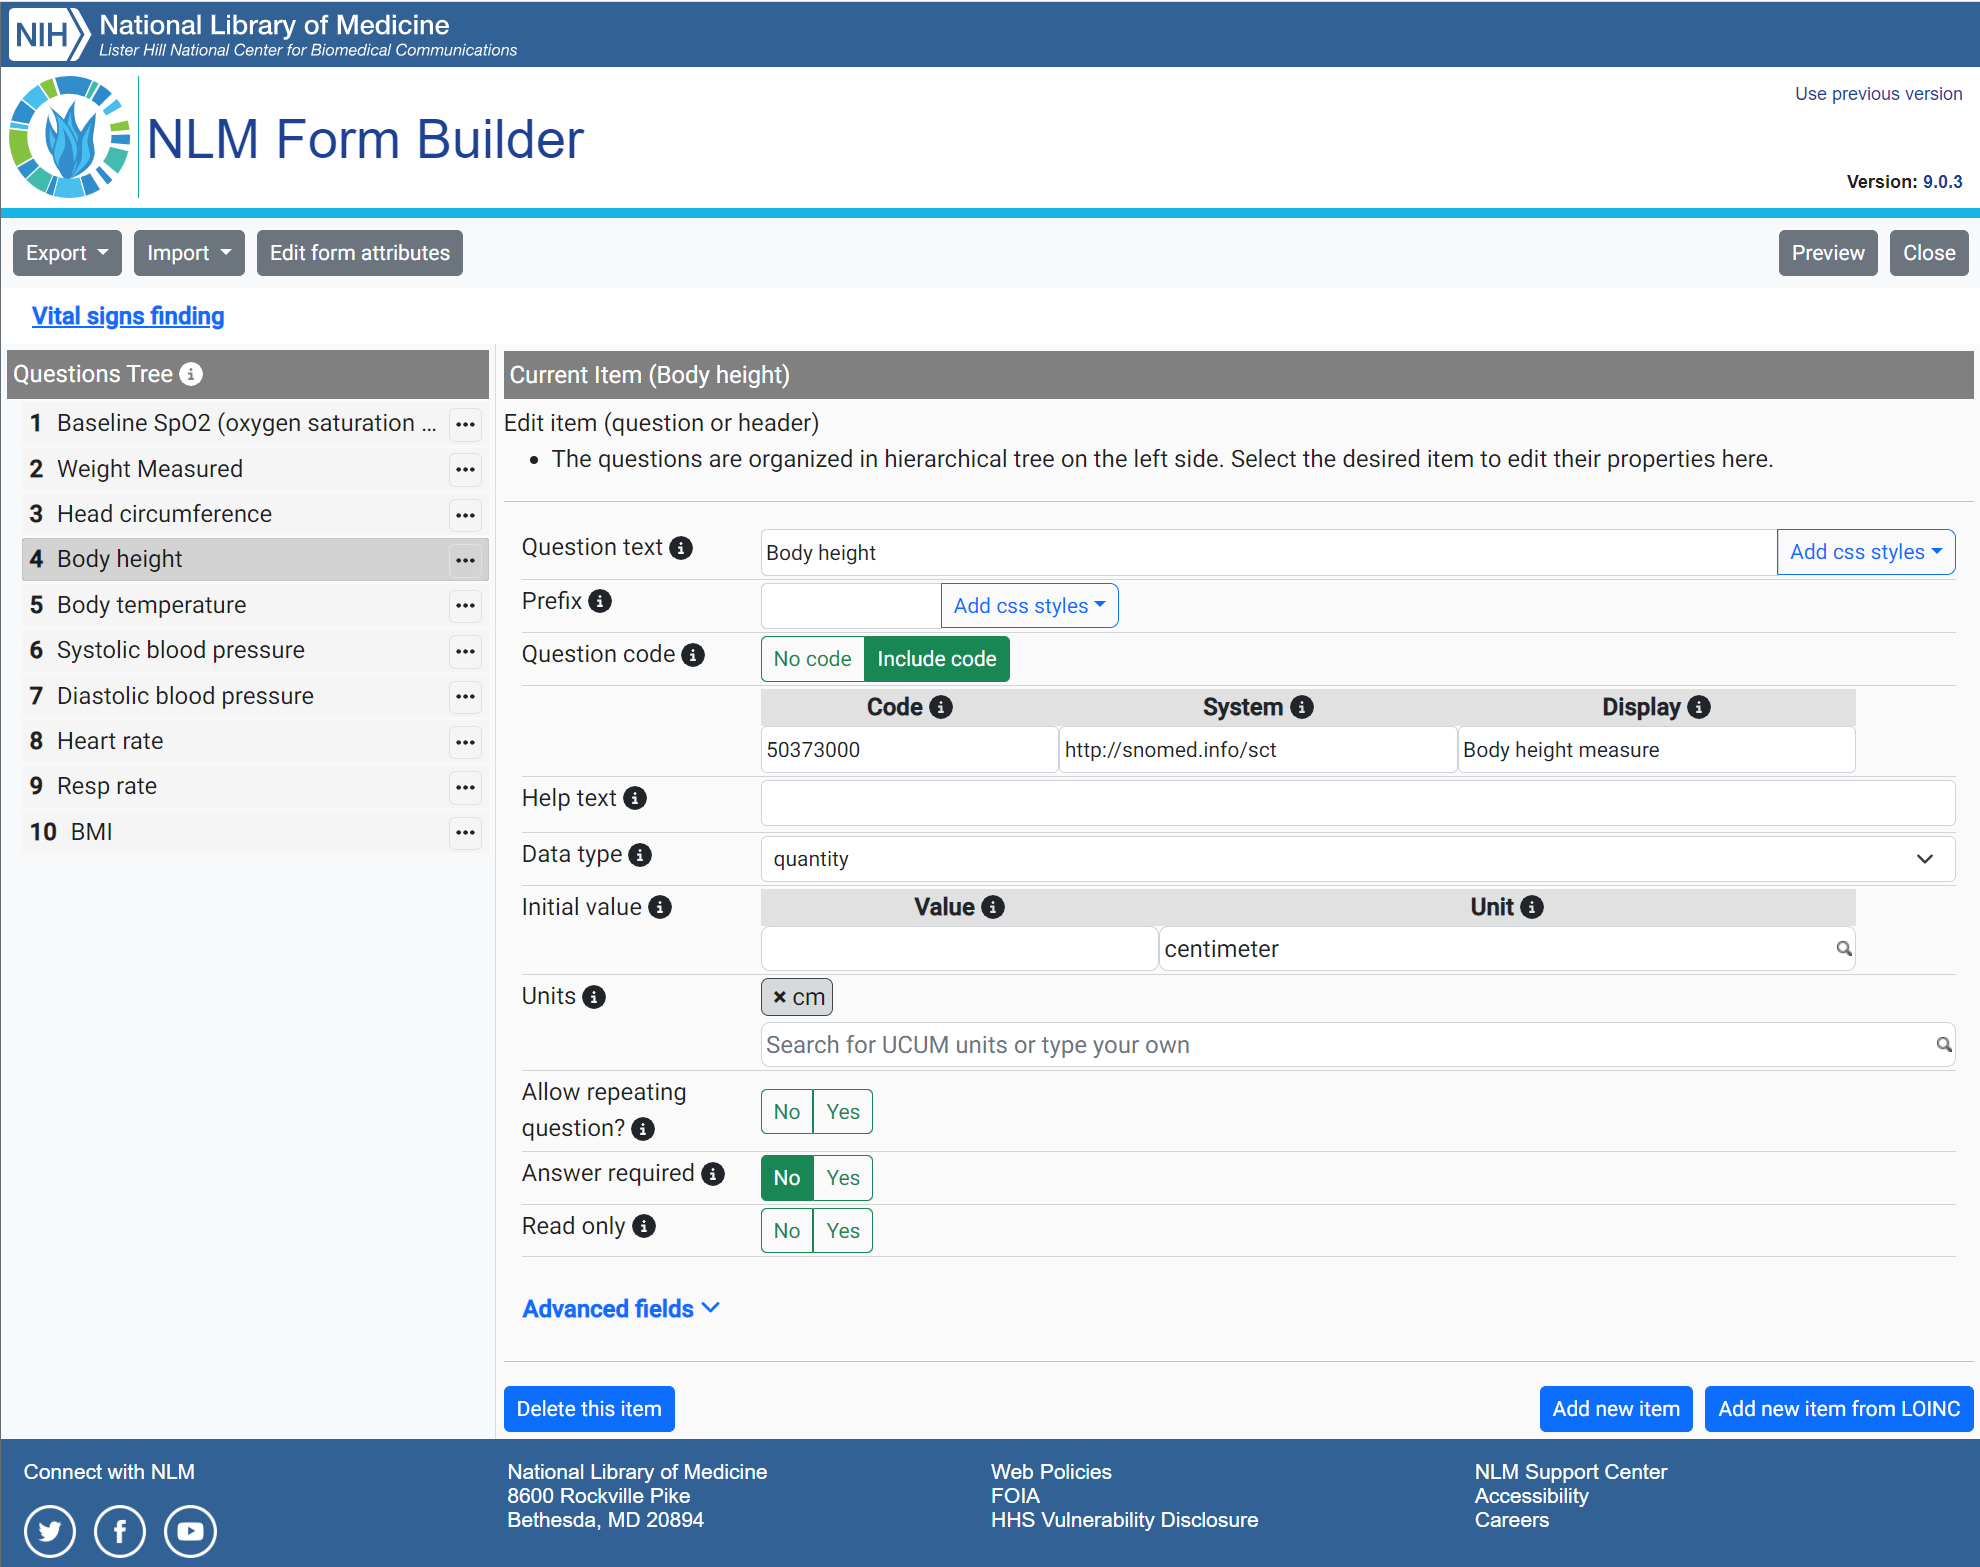 NIH National Library of Medicine
Lister Hill National Center for Biomedical Communications
NLM Form Builder
Use previous version
Version: 9.0.3
Export Import Edit form attributes Preview Close
Vital signs finding
Questions Tree
1 Baseline SpO2 (oxygen saturation ...
2 Weight Measured
3 Head circumference
4 Body height
5 Body temperature
6 Systolic blood pressure
7 Diastolic blood pressure
8 Heart rate
9 Resp rate
10 BMI
Current Item (Body height)
Edit item (question or header)
• The questions are organized in hierarchical tree on the left side. Select the desired item to edit their properties here.
Question text Body height Add css styles
Prefix Add css styles
Question code No code Include code
Code System Display
50373000 http://snomed.info/sct Body height measure
Help text
Data type quantity
Initial value Value Unit
centimeter
Units × cm
Search for UCUM units or type your own
Allow repeating
question? No Yes
Answer required No Yes
Read only No Yes
Advanced fields
Delete this item Add new item Add new item from LOINC
Connect with NLM
National Library of Medicine
8600 Rockville Pike
Bethesda, MD 20894
Web Policies
FOIA
HHS Vulnerability Disclosure
NLM Support Center
Accessibility
Careers